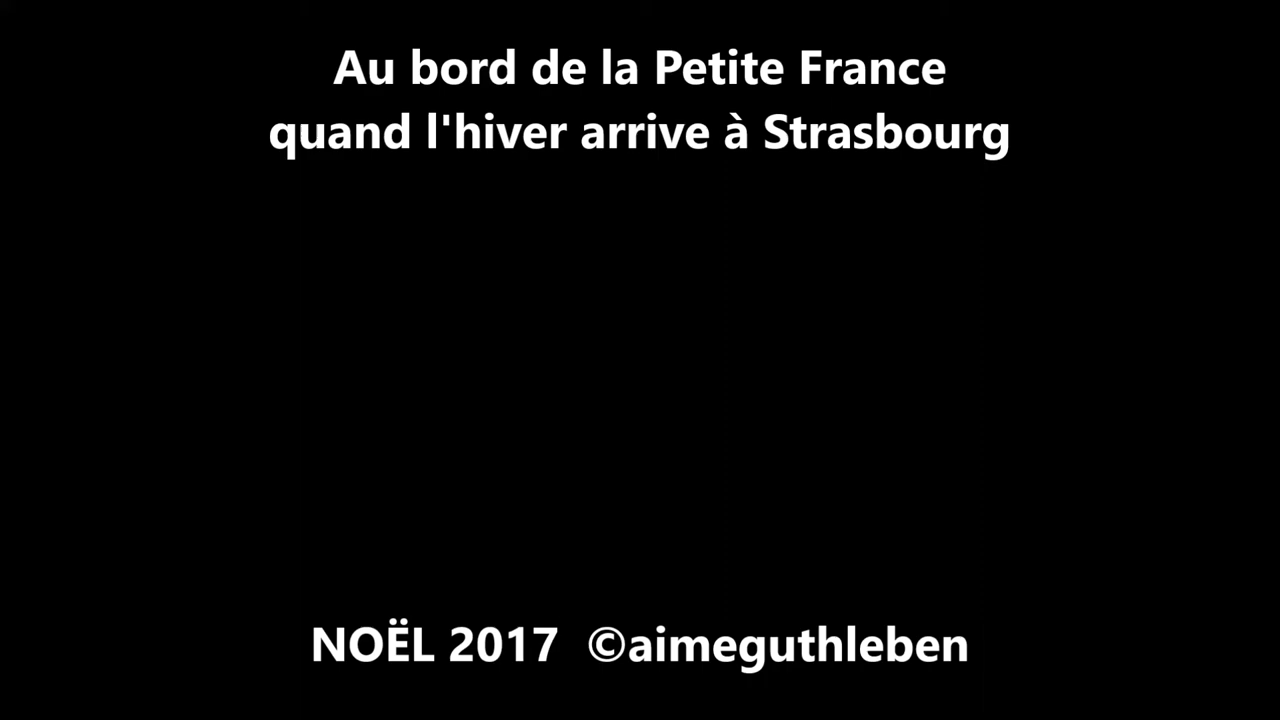 Au bord de la Petite France
quand l'hiver arrive à Strasbourg
NOËL 2017 ©aimeguthleben